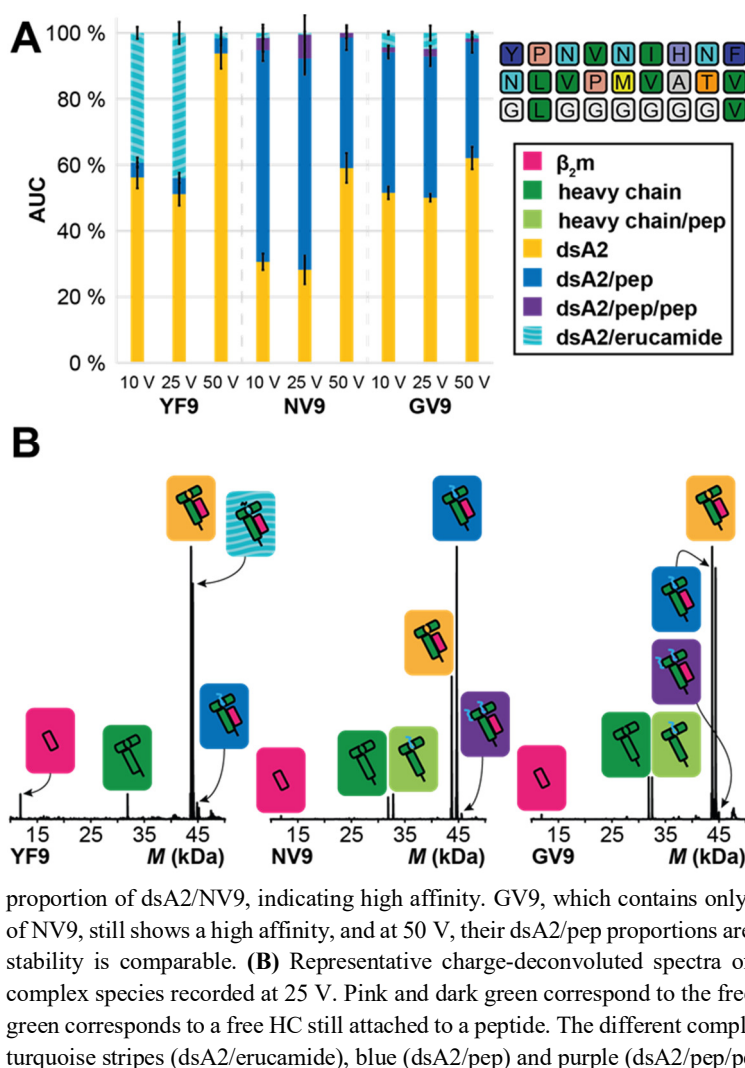 A
100 %
80 %
60 %
40 %
20 %
0 %
AUC
10 V 25 V 50 V 10 V 25 V 50 V 10 V 25 V 50 V
YF9 NV9 GV9
Y P N V N I H N F
N L V P M V A T V
G L G G G G G G V
β₂m
heavy chain
heavy chain/pep
dsA2
dsA2/pep
dsA2/pep/pep
dsA2/erucamide
B
15 25 35 45
YF9 M (kDa)
15 25 35 45
NV9 M (kDa)
15 25 35 45
GV9 M (kDa)
proportion of dsA2/NV9, indicating high affinity. GV9, which contains only
of NV9, still shows a high affinity, and at 50 V, their dsA2/pep proportions are
stability is comparable. (B) Representative charge-deconvoluted spectra of
complex species recorded at 25 V. Pink and dark green correspond to the free
green corresponds to a free HC still attached to a peptide. The different compl
turquoise stripes (dsA2/erucamide), blue (dsA2/pep) and purple (dsA2/pep/pe